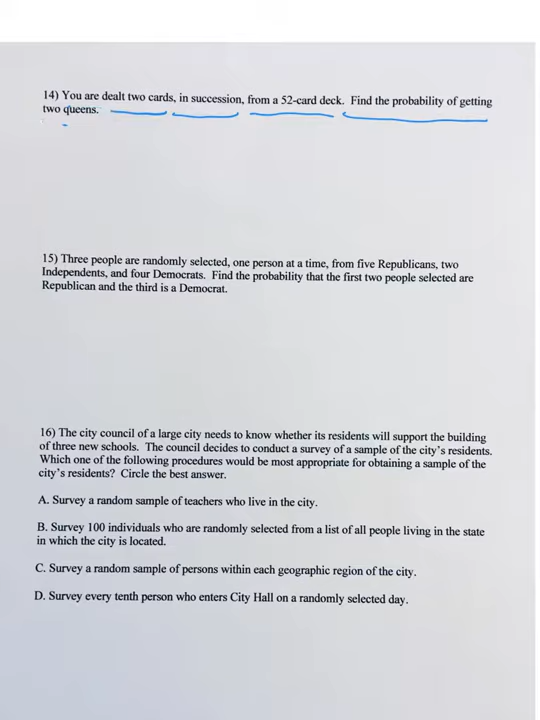 14) You are dealt two cards, in succession, from a 52-card deck. Find the probability of getting
two queens.
15) Three people are randomly selected, one person at a time, from five Republicans, two
Independents, and four Democrats. Find the probability that the first two people selected are
Republican and the third is a Democrat.
16) The city council of a large city needs to know whether its residents will support the building
of three new schools. The council decides to conduct a survey of a sample of the city's residents.
Which one of the following procedures would be most appropriate for obtaining a sample of the
city's residents? Circle the best answer.
A. Survey a random sample of teachers who live in the city.
B. Survey 100 individuals who are randomly selected from a list of all people living in the state
in which the city is located.
C. Survey a random sample of persons within each geographic region of the city.
D. Survey every tenth person who enters City Hall on a randomly selected day.